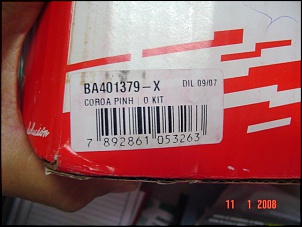 BA401379-X DIL 09/07
COROA PINH O KIT
7 892861 053263
11 1 2008